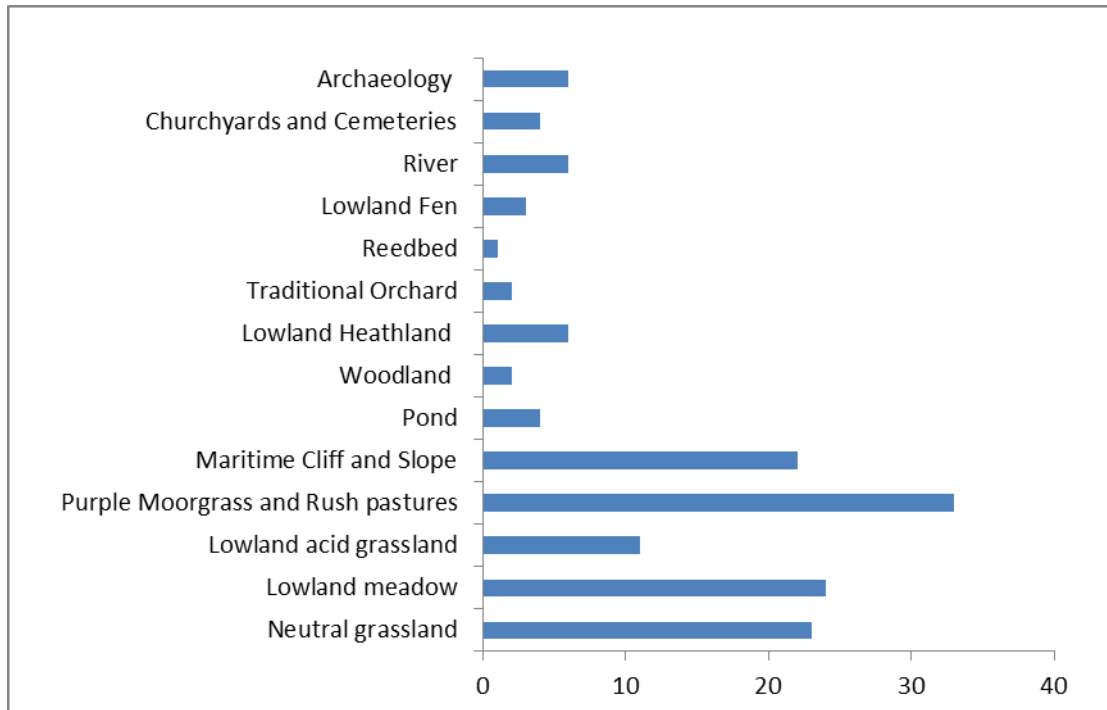 Archaeology
Churchyards and Cemeteries
River
Lowland Fen
Reedbed
Traditional Orchard
Lowland Heathland
Woodland
Pond
Maritime Cliff and Slope
Purple Moorgrass and Rush pastures
Lowland acid grassland
Lowland meadow
Neutral grassland
0 10 20 30 40